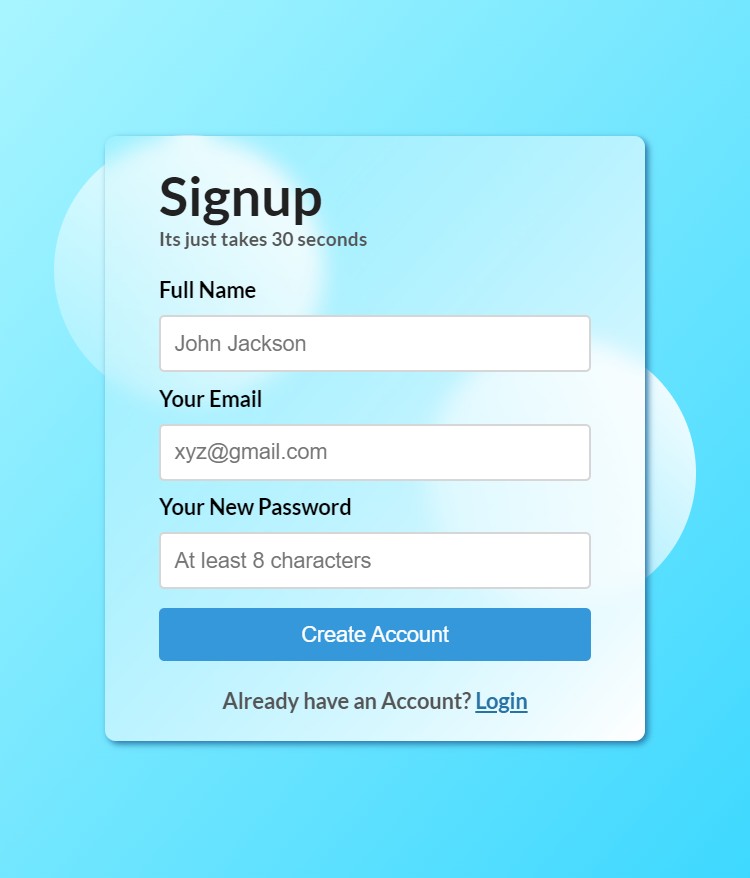 Signup
Its just takes 30 seconds
Full Name
John Jackson
Your Email
xyz@gmail.com
Your New Password
At least 8 characters
Create Account
Already have an Account? Login